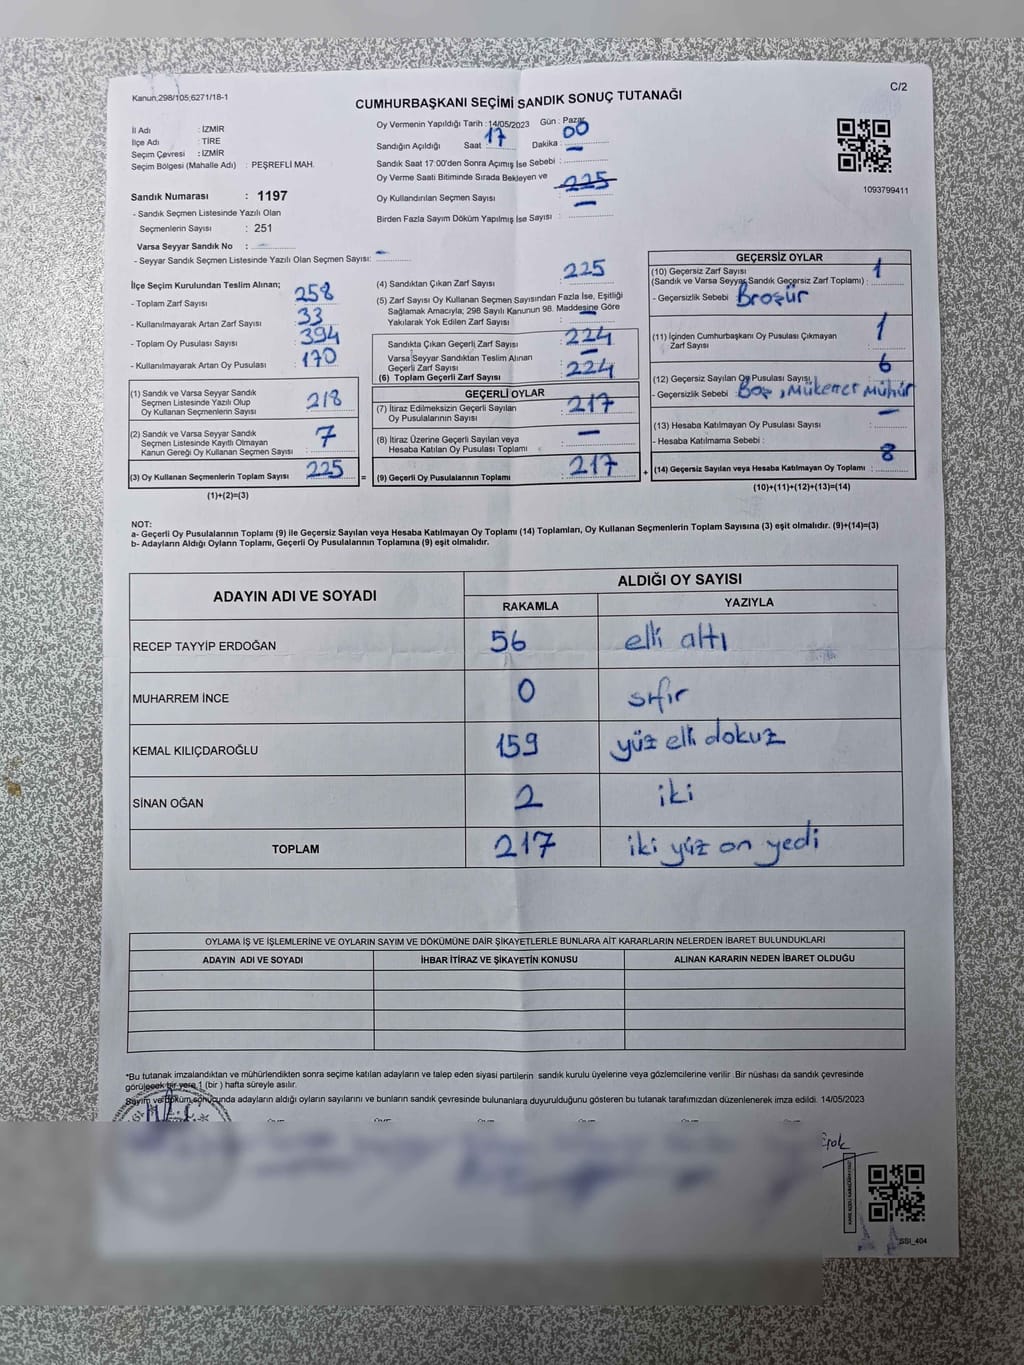 Kanun;298/105;6271/18-1
C/2
CUMHURBAŞKANI SEÇİMİ SANDIK SONUÇ TUTANAĞI
İl Adı : İZMİR
İlçe Adı : TİRE
Seçim Çevresi : İZMİR
Seçim Bölgesi (Mahalle Adı) : PEŞREFLİ MAH.
Sandık Numarası : 1197
- Sandık Seçmen Listesinde Yazılı Olan
Seçmenlerin Sayısı : 251
Varsa Seyyar Sandık No : -
- Seyyar Sandık Seçmen Listesinde Yazılı Olan Seçmen Sayısı: -
Oy Vermenin Yapıldığı Tarih :14/05/2023 Gün : Pazar
Sandığın Açıldığı Saat 17 Dakika 00
Sandık Saat 17:00'den Sonra Açımış İse Sebebi : -
Oy Verme Saati Bitiminde Sırada Bekleyen ve
Oy Kullandırılan Seçmen Sayısı 225
Birden Fazla Sayım Döküm Yapılmış İse Sayısı : -
1093799411
İlçe Seçim Kurulundan Teslim Alınan;
- Toplam Zarf Sayısı : 258
- Kullanılmayarak Artan Zarf Sayısı : 33
- Toplam Oy Pusulası Sayısı : 394
- Kullanılmayarak Artan Oy Pusulası : 170
(1) Sandık ve Varsa Seyyar Sandık
Seçmen Listesinde Yazılı Olup
Oy Kullanan Seçmenlerin Sayısı : 218
(2) Sandık ve Varsa Seyyar Sandık
Seçmen Listesinde Kayıtlı Olmayan
Kanun Gereği Oy Kullanan Seçmen Sayısı : 7
(3) Oy Kullanan Seçmenlerin Toplam Sayısı : 225
(1)+(2)=(3)
(4) Sandıktan Çıkan Zarf Sayısı : 225
(5) Zarf Sayısı Oy Kullanan Seçmen Sayısından Fazla İse, Eşitliği
Sağlamak Amacıyla; 298 Sayılı Kanunun 98. Maddesine Göre
Yakılarak Yok Edilen Zarf Sayısı : -
Sandıkta Çıkan Geçerli Zarf Sayısı : 224
Varsa Seyyar Sandıktan Teslim Alınan
Geçerli Zarf Sayısı : -
(6) Toplam Geçerli Zarf Sayısı : 224
GEÇERLİ OYLAR
(7) İtiraz Edilmeksizin Geçerli Sayılan
Oy Pusulalarının Sayısı : 217
(8) İtiraz Üzerine Geçerli Sayılan veya
Hesaba Katılan Oy Pusulası Toplamı : -
= (9) Geçerli Oy Pusulalarının Toplamı : 217
GEÇERSİZ OYLAR
(10) Geçersiz Zarf Sayısı
(Sandık ve Varsa Seyyar Sandık Geçersiz Zarf Toplamı) : 1
- Geçersizlik Sebebi : Broşür
(11) İçinden Cumhurbaşkanı Oy Pusulası Çıkmayan
Zarf Sayısı : 1
(12) Geçersiz Sayılan Oy Pusulası Sayısı : 6
- Geçersizlik Sebebi : Boş, Mükerrer Mühür
(13) Hesaba Katılmayan Oy Pusulası Sayısı : -
- Hesaba Katılmama Sebebi :
+ (14) Geçersiz Sayılan veya Hesaba Katılmayan Oy Toplamı : 8
(10)+(11)+(12)+(13)=(14)
NOT:
a- Geçerli Oy Pusulalarının Toplamı (9) ile Geçersiz Sayılan veya Hesaba Katılmayan Oy Toplamı (14) Toplamları, Oy Kullanan Seçmenlerin Toplam Sayısına (3) eşit olmalıdır. (9)+(14)=(3)
b- Adayların Aldığı Oyların Toplamı, Geçerli Oy Pusulalarının Toplamına (9) eşit olmalıdır.
ADAYIN ADI VE SOYADI
ALDIĞI OY SAYISI
RAKAMLA YAZIYLA
RECEP TAYYİP ERDOĞAN 56 elli altı
MUHARREM İNCE 0 sıfır
KEMAL KILIÇDAROĞLU 159 yüz elli dokuz
SİNAN OĞAN 2 iki
TOPLAM 217 iki yüz on yedi
OYLAMA İŞ VE İŞLEMLERİNE VE OYLARIN SAYIM VE DÖKÜMÜNE DAİR ŞİKAYETLERLE BUNLARA AİT KARARLARIN NELERDEN İBARET BULUNDUKLARI
ADAYIN ADI VE SOYADI İHBAR İTİRAZ VE ŞİKAYETİN KONUSU ALINAN KARARIN NEDEN İBARET OLDUĞU
*Bu tutanak imzalandıktan ve mühürlendikten sonra seçime katılan adayların ve talep eden siyasi partilerin sandık kurulu üyelerine veya gözlemcilerine verilir .Bir nüshası da sandık çevresinde
görülecek bir yere 1 (bir ) hafta süreyle asılır.
Sayım ve döküm sonucunda adayların aldığı oyların sayılarını ve bunların sandık çevresinde bulunanlara duyurulduğunu gösteren bu tutanak tarafımızdan düzenlenerek imza edildi. 14/05/2023
SSI_404